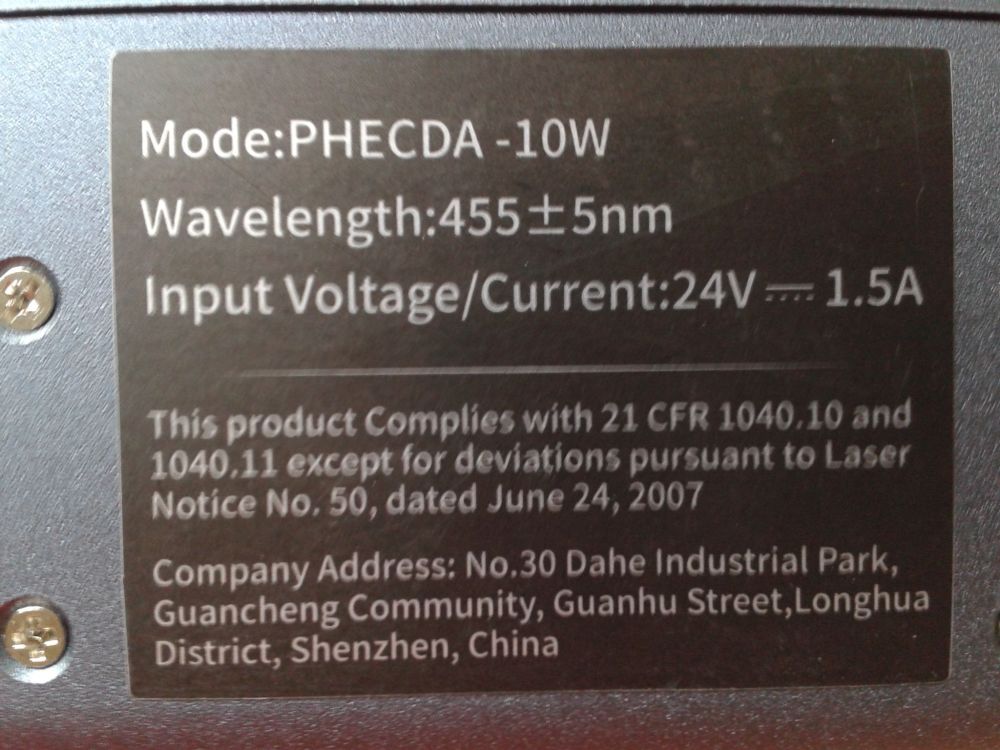 Mode:PHECDA -10W
Wavelength:455±5nm
Input Voltage/Current:24V⎓1.5A
This product Complies with 21 CFR 1040.10 and
1040.11 except for deviations pursuant to Laser
Notice No. 50, dated June 24, 2007
Company Address: No.30 Dahe Industrial Park,
Guancheng Community, Guanhu Street,Longhua
District, Shenzhen, China